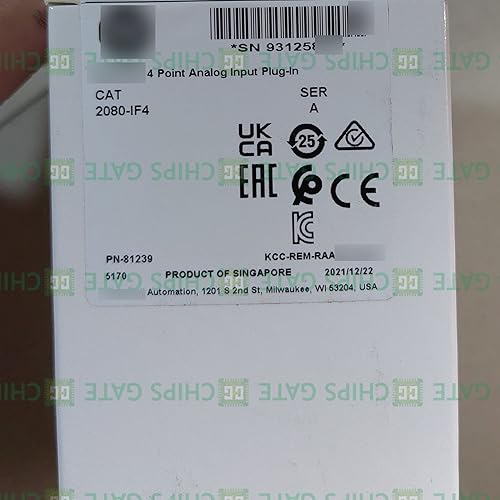 *SN 931258
4 Point Analog Input Plug-In
CAT
SER
2080-IF4
A
UK
CA
25
EAC
CE
PN-81239
KCC-REM-RAA
5170
PRODUCT OF SINGAPORE
2021/12/22
Automation, 1201 S 2nd St, Milwaukee, WI 53204, USA
CHIPS GATE